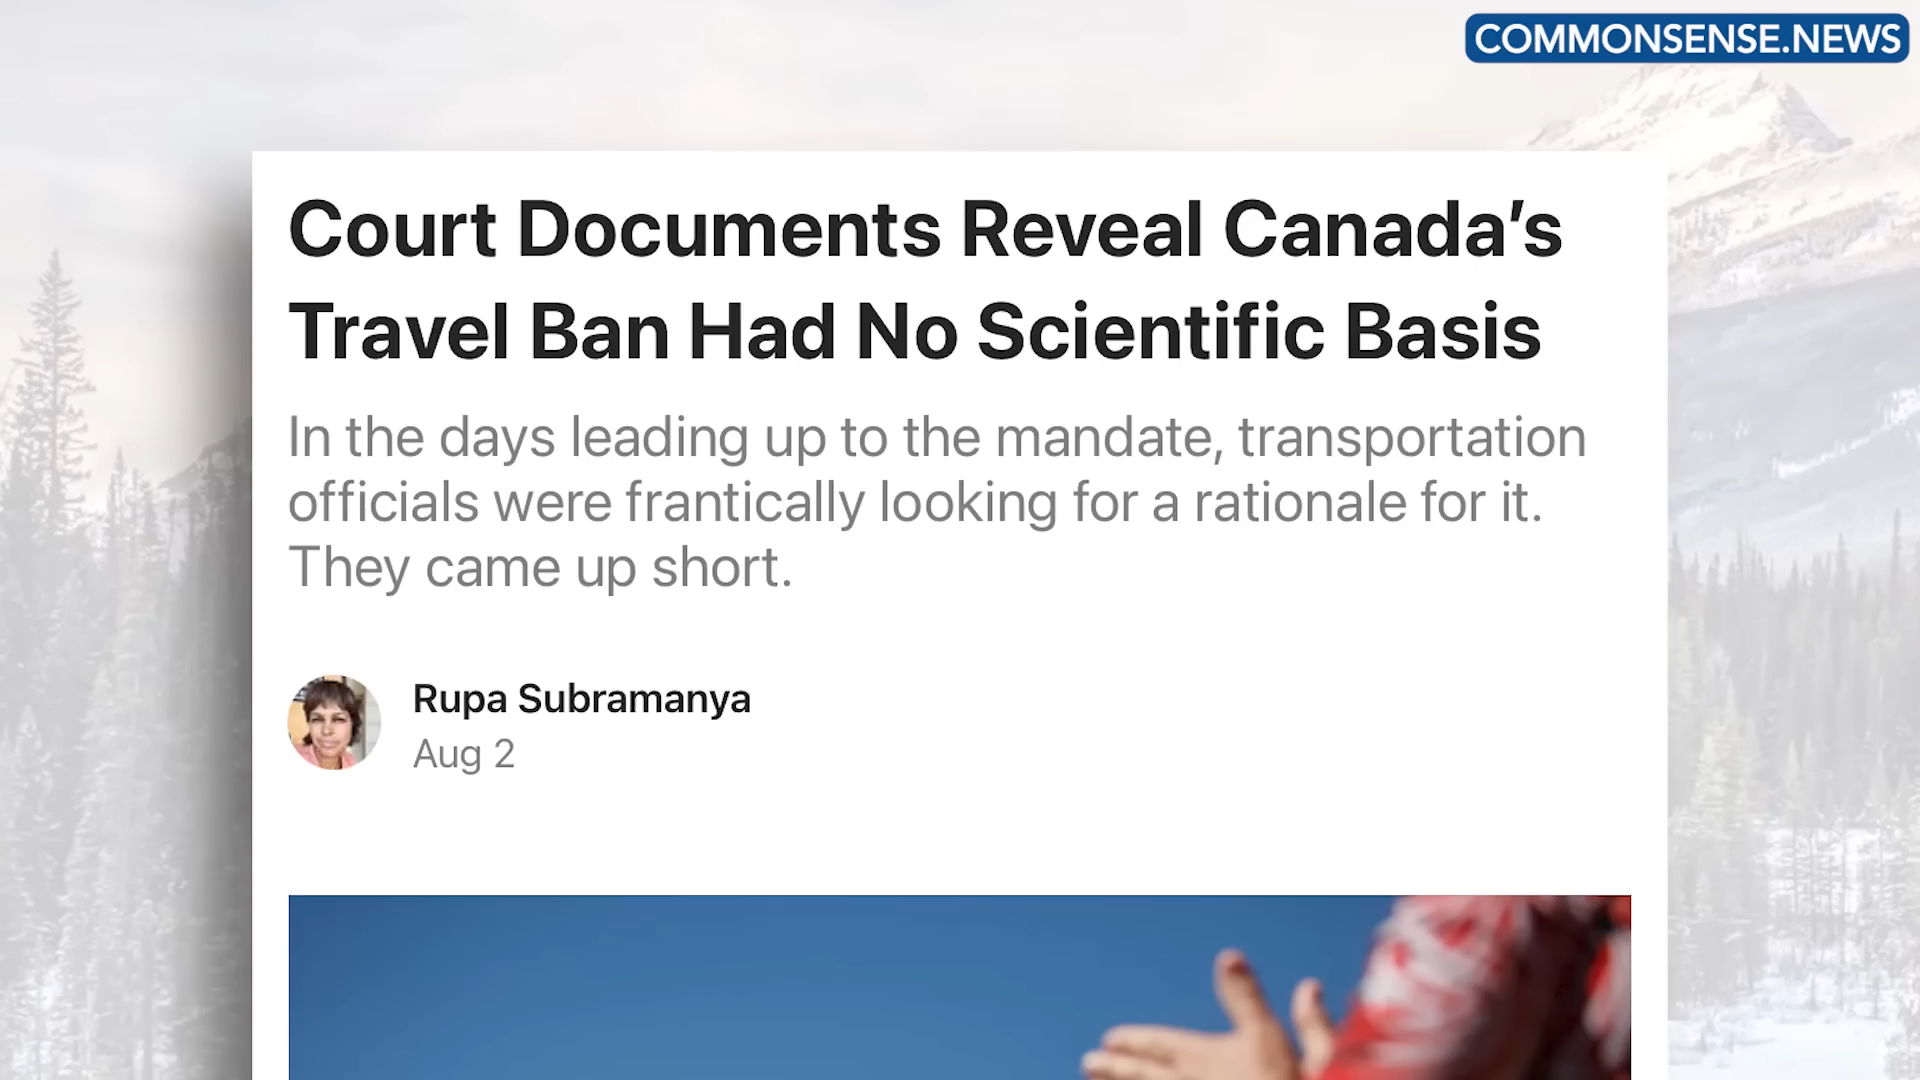 COMMONSENSE.NEWS
Court Documents Reveal Canada’s
Travel Ban Had No Scientific Basis
In the days leading up to the mandate, transportation
officials were frantically looking for a rationale for it.
They came up short.
Rupa Subramanya
Aug 2